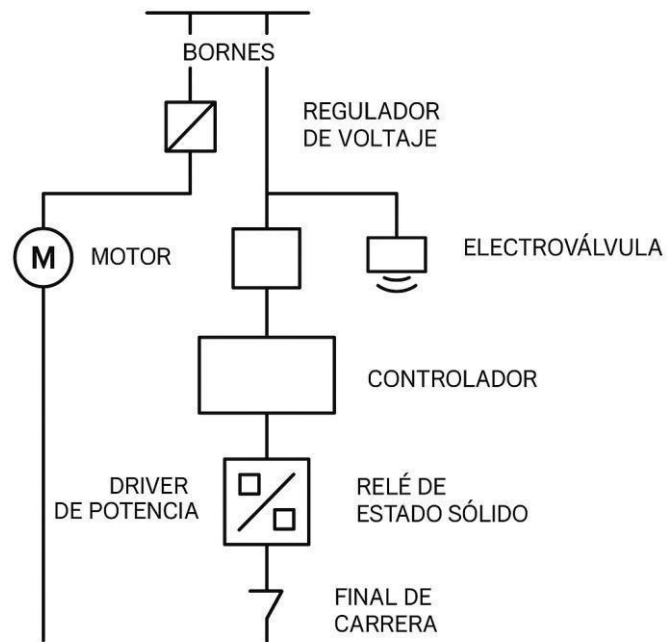 BORNES
REGULADOR
DE VOLTAJE
M
MOTOR
ELECTROVÁLVULA
CONTROLADOR
DRIVER
DE POTENCIA
RELÉ DE
ESTADO SÓLIDO
FINAL DE
CARRERA